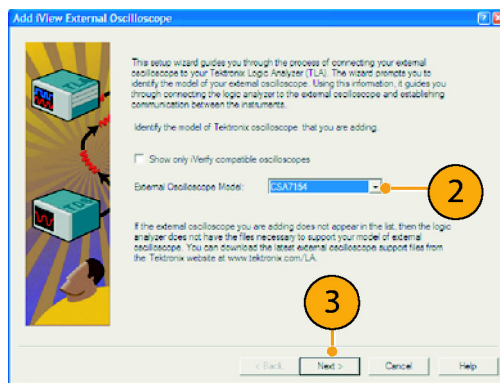 Add iView External Oscilloscope
This setup wizard guides you through the process of connecting your external
oscilloscope to your Tektronix Logic Analyzer (TLA). The wizard prompts you to
identify the model of your external oscilloscope. Using this information, it guides you
through connecting the logic analyzer to the external oscilloscope and establishing
communication between the instruments.
Identify the model of Tektronix oscilloscope that you are adding.
Show only iVerify compatible oscilloscopes
External Oscilloscope Model: CSA7154
2
If the external oscilloscope you are adding does not appear in the list, then the logic
analyzer does not have the files necessary to support your model of external
oscilloscope. You can download the latest external oscilloscope support files from
the Tektronix website at www.tektronix.com/LA.
3
< Back Next > Cancel Help
TLA
TDS